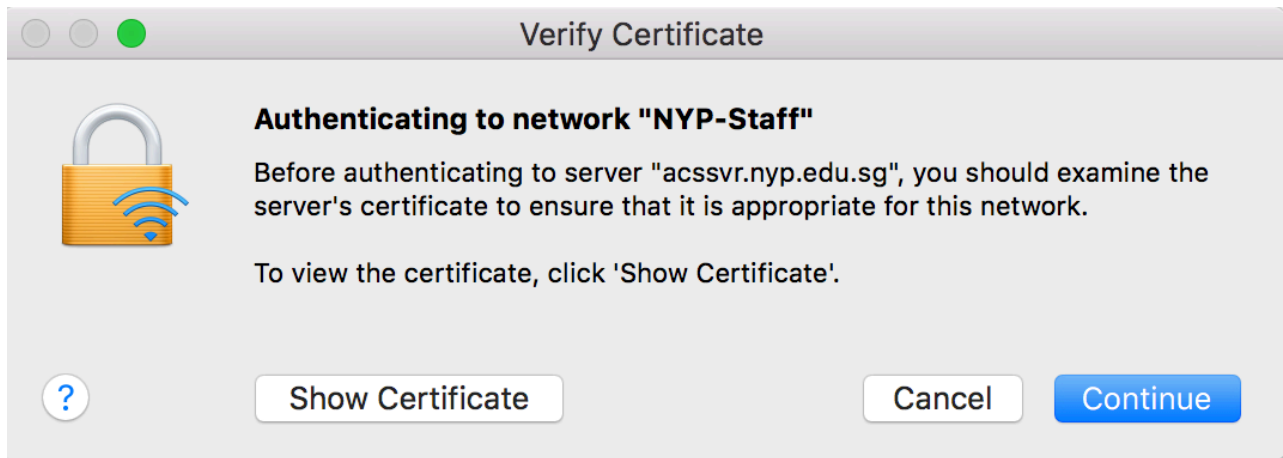 Verify Certificate
Authenticating to network "NYP-Staff"
Before authenticating to server "acssvr.nyp.edu.sg", you should examine the
server's certificate to ensure that it is appropriate for this network.
To view the certificate, click 'Show Certificate'.
?
Show Certificate
Cancel
Continue